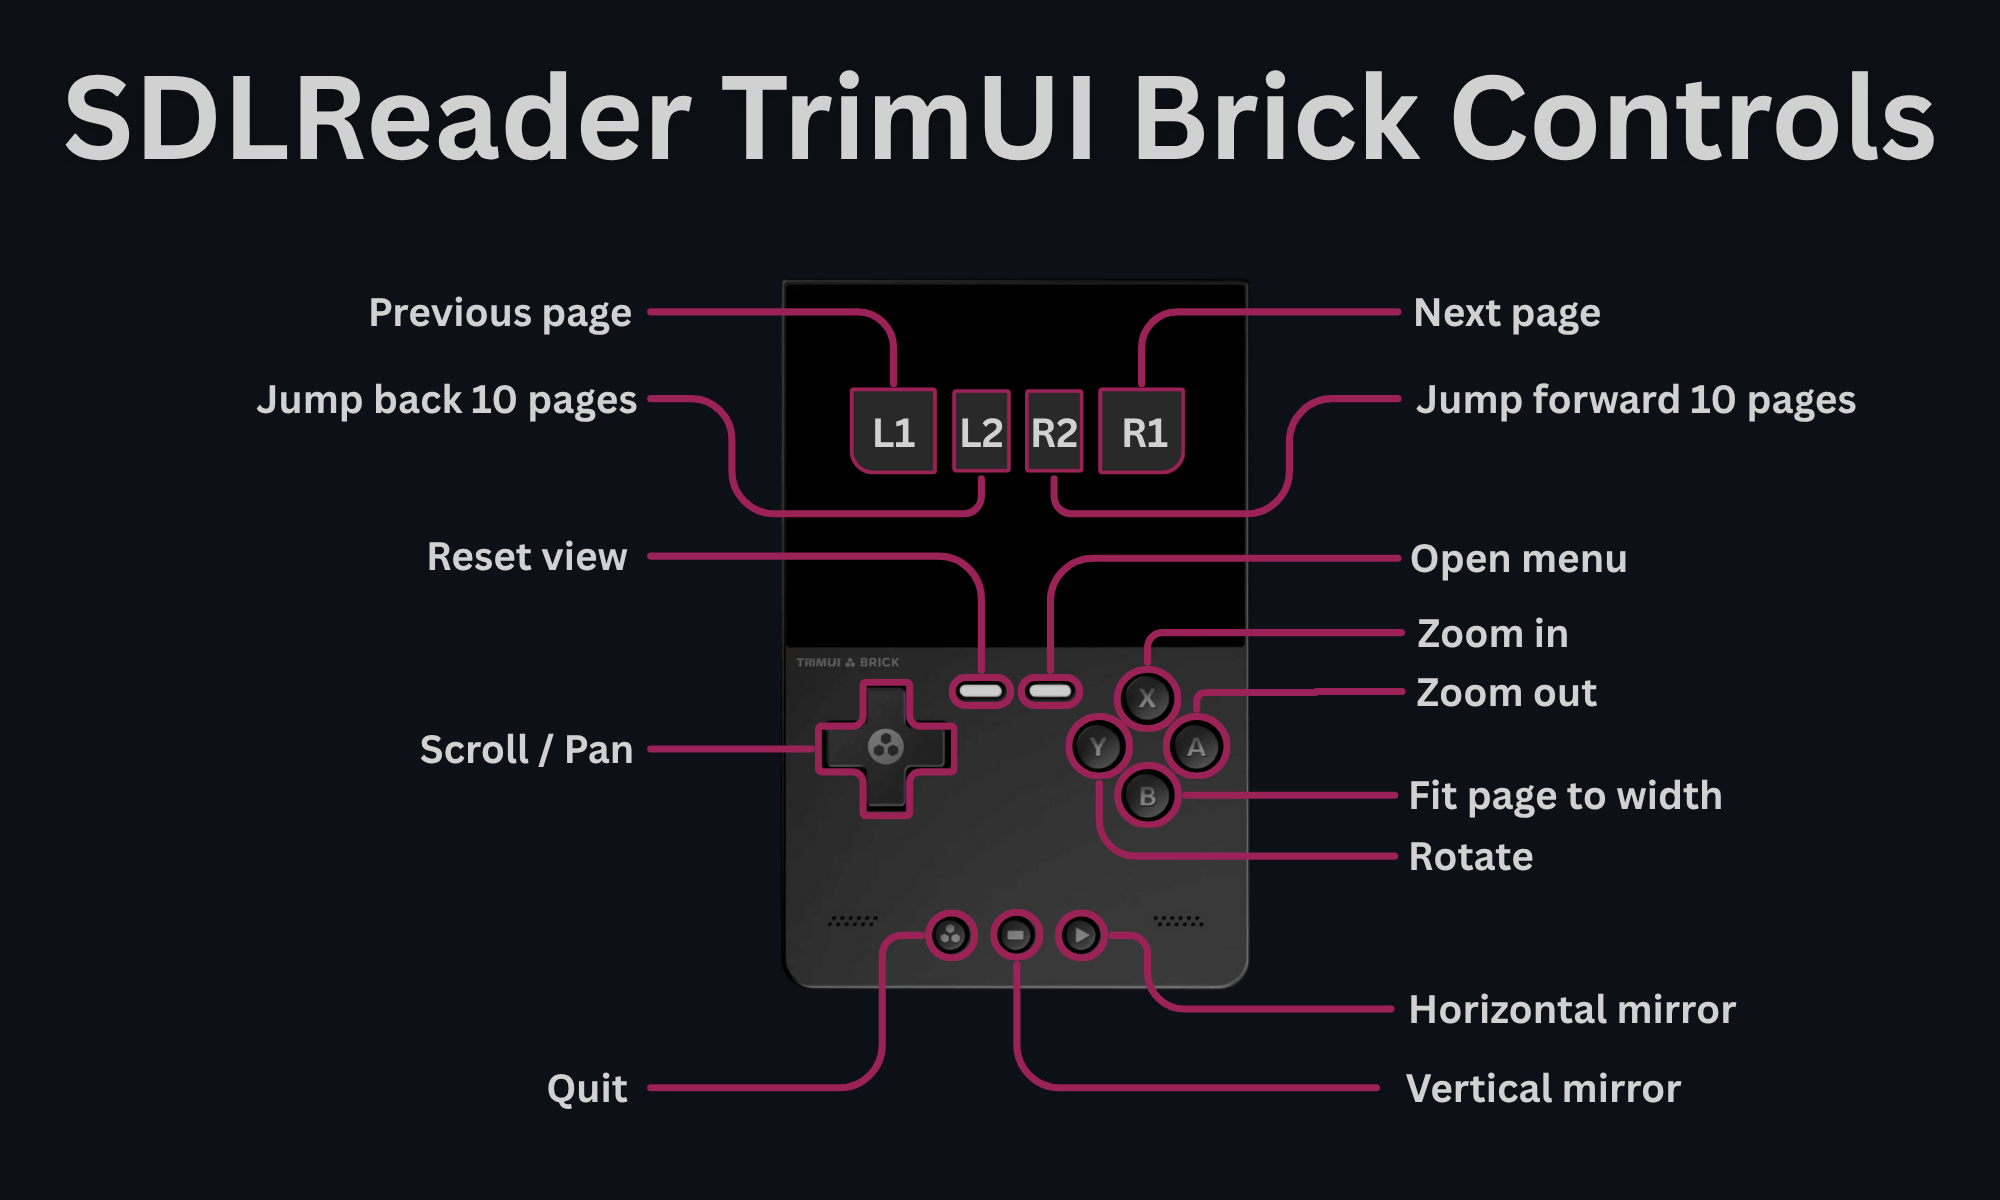 SDLReader TrimUI Brick Controls
Previous page
Next page
Jump back 10 pages
Jump forward 10 pages
L1
L2
R2
R1
Reset view
Open menu
Zoom in
TRIMUI BRICK
Zoom out
X
Y
A
Scroll / Pan
B
Fit page to width
Rotate
Horizontal mirror
Quit
Vertical mirror